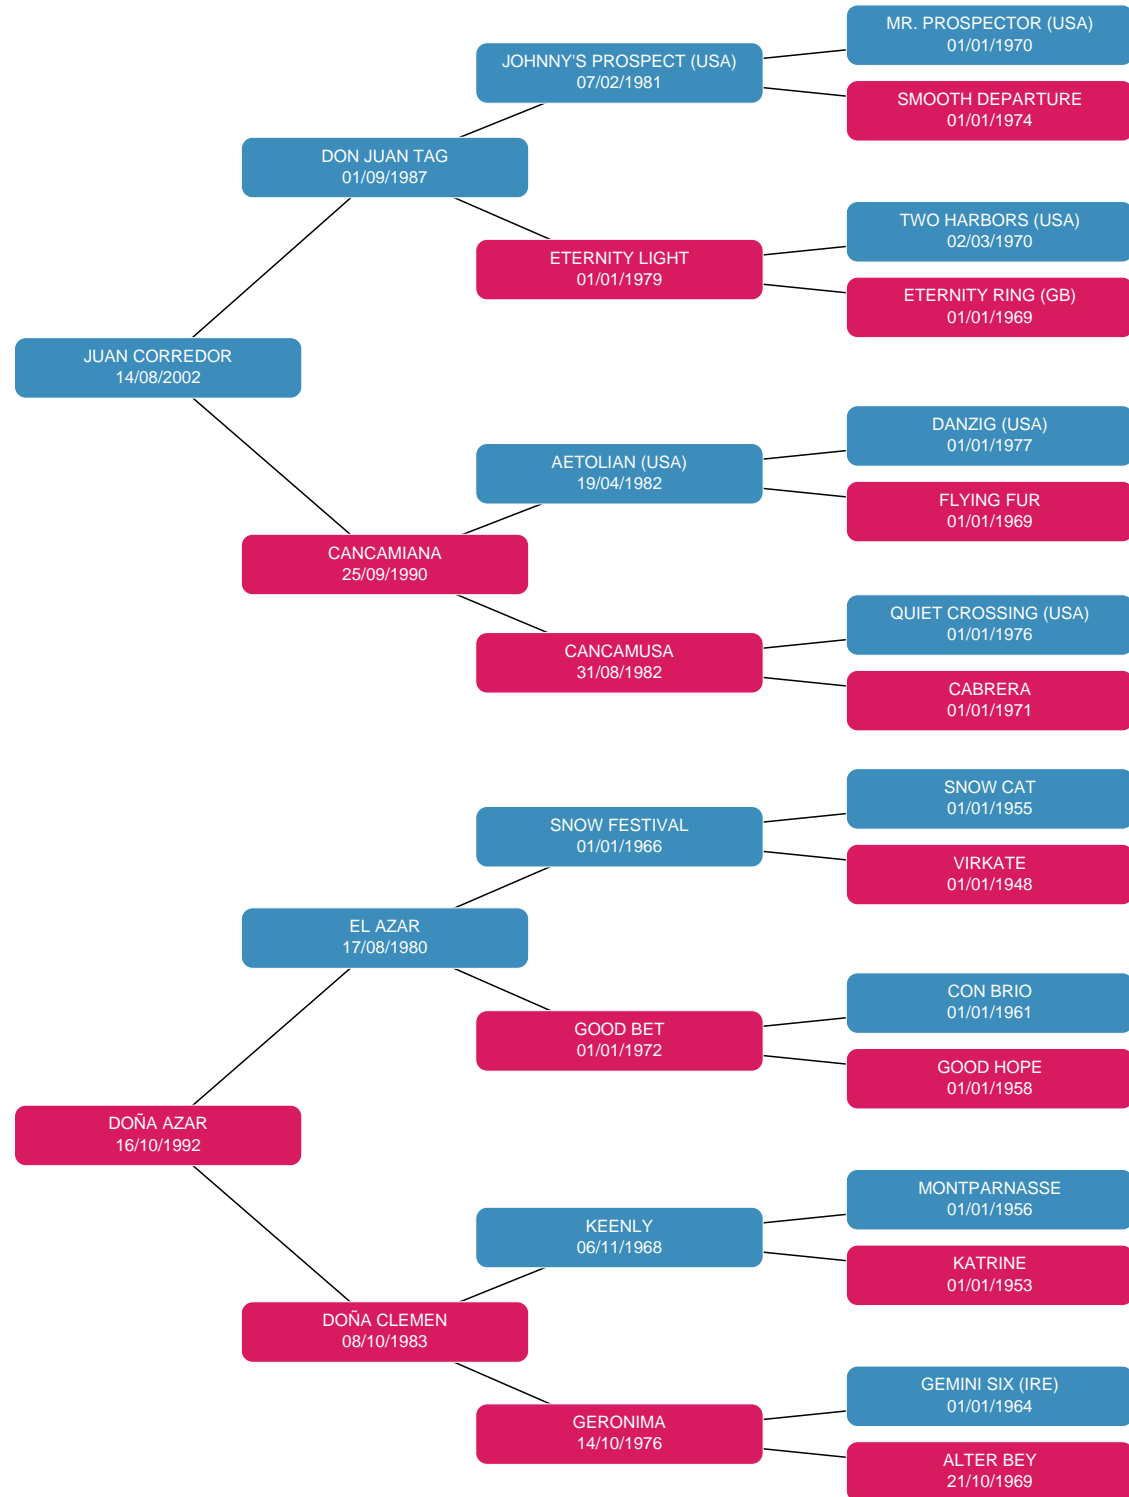 MR. PROSPECTOR (USA)
01/01/1970
JOHNNY'S PROSPECT (USA)
07/02/1981
SMOOTH DEPARTURE
01/01/1974
DON JUAN TAG
01/09/1987
TWO HARBORS (USA)
02/03/1970
ETERNITY LIGHT
01/01/1979
ETERNITY RING (GB)
01/01/1969
JUAN CORREDOR
14/08/2002
DANZIG (USA)
01/01/1977
AETOLIAN (USA)
19/04/1982
FLYING FUR
01/01/1969
CANCAMIANA
25/09/1990
QUIET CROSSING (USA)
01/01/1976
CANCAMUSA
31/08/1982
CABRERA
01/01/1971
SNOW CAT
01/01/1955
SNOW FESTIVAL
01/01/1966
VIRKATE
01/01/1948
EL AZAR
17/08/1980
CON BRIO
01/01/1961
GOOD BET
01/01/1972
GOOD HOPE
01/01/1958
DOÑA AZAR
16/10/1992
MONTPARNASSE
01/01/1956
KEENLY
06/11/1968
KATRINE
01/01/1953
DOÑA CLEMEN
08/10/1983
GEMINI SIX (IRE)
01/01/1964
GERONIMA
14/10/1976
ALTER BEY
21/10/1969